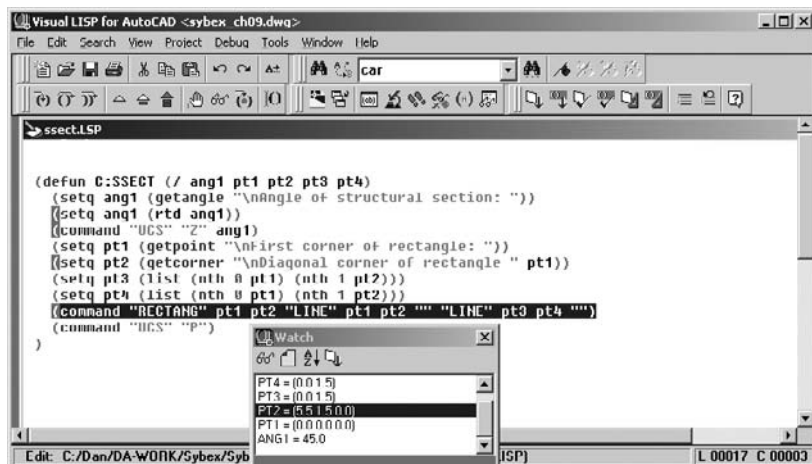 Visual LISP for AutoCAD <sybex_ch09.dwg>
File Edit Search View Project Debug Tools Window Help
car
ssect.LSP
(defun C:SSECT (/ ang1 pt1 pt2 pt3 pt4)
(setq ang1 (getangle "\nAngle of structural section: "))
(setq ang1 (rtd ang1))
(command "UCS" "Z" ang1)
(setq pt1 (getpoint "\nFirst corner of rectangle: "))
(setq pt2 (getcorner "\nDiagonal corner of rectangle " pt1))
(setq pt3 (list (nth 0 pt1) (nth 1 pt2)))
(setq pt4 (list (nth 0 pt1) (nth 1 pt2)))
(command "RECTANG" pt1 pt2 "LINE" pt1 pt2 "" "LINE" pt3 pt4 "")
(command "UCS" "P")
)
Watch
PT4 = (0.0 1.5)
PT3 = (0.0 1.5)
PT2 = (5.5 1.5 0.0)
PT1 = (0.0 0.0 0.0)
ANG1 = 45.0
Edit: C:/Dan/DA-WORK/Sybex/Syb LISP) L 00017 C 00003